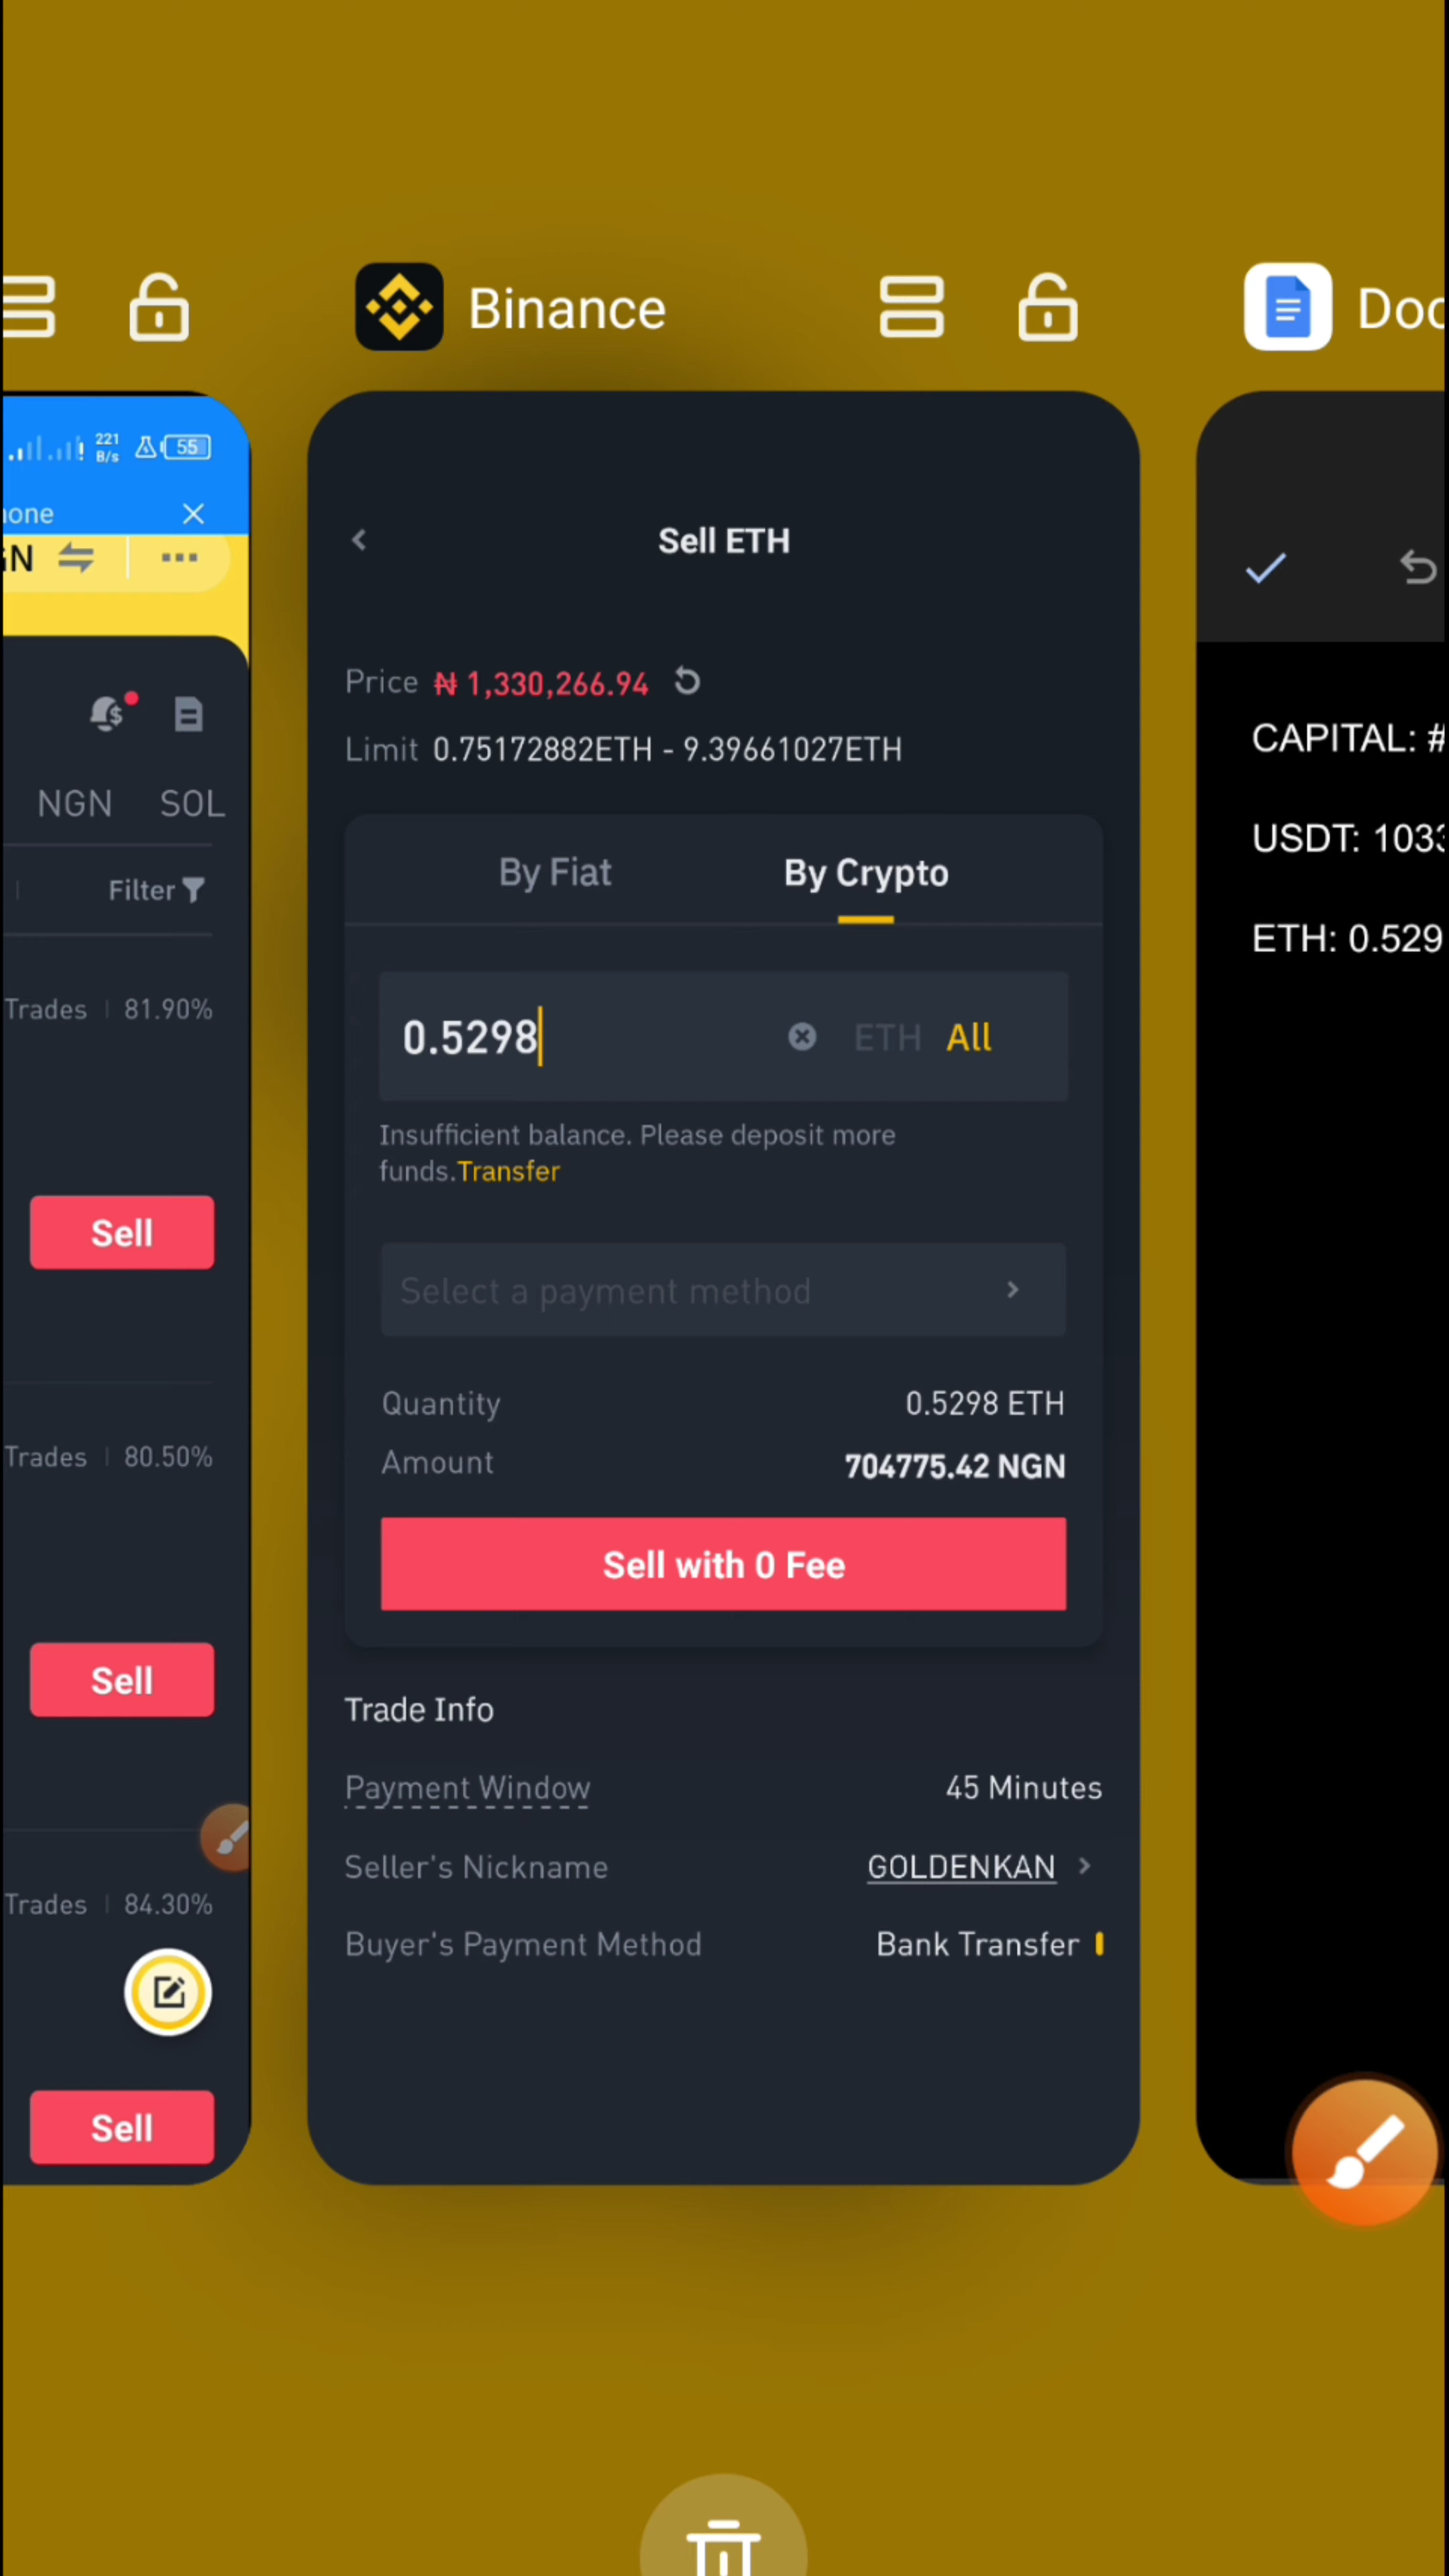 Binance
Doc
221
B/s
55
one
GN
NGN SOL
Filter
Trades | 81.90%
Sell
Trades | 80.50%
Sell
Trades | 84.30%
Sell
Sell ETH
Price ₦ 1,330,266.94
Limit 0.75172882ETH - 9.39661027ETH
By Fiat By Crypto
0.5298 ETH All
Insufficient balance. Please deposit more
funds.Transfer
Select a payment method
Quantity 0.5298 ETH
Amount 704775.42 NGN
Sell with 0 Fee
Trade Info
Payment Window 45 Minutes
Seller's Nickname GOLDENKAN
Buyer's Payment Method Bank Transfer
CAPITAL: #
USDT: 1033
ETH: 0.529